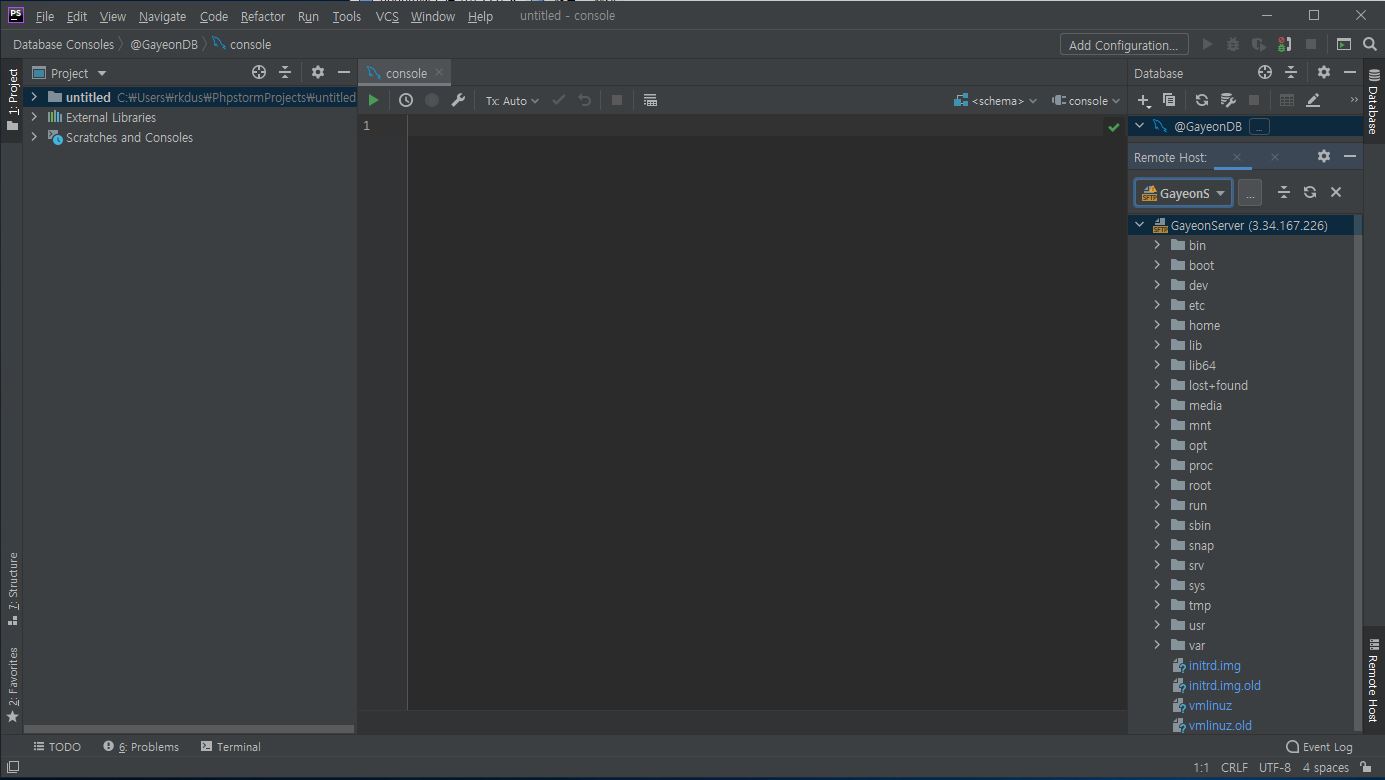 PS File Edit View Navigate Code Refactor Run Tools VCS Window Help untitled - console
Database Consoles @GayeonDB console Add Configuration...
1: Project
Project
untitled C:₩Users₩rkdus₩PhpstormProjects₩untitled
External Libraries
Scratches and Consoles
7: Structure
2: Favorites
console
Tx: Auto <schema> console
1
Database
@GayeonDB ...
Remote Host:
SFTP GayeonS ...
SFTP GayeonServer (3.34.167.226)
bin
boot
dev
etc
home
lib
lib64
lost+found
media
mnt
opt
proc
root
run
sbin
snap
srv
sys
tmp
usr
var
initrd.img
initrd.img.old
vmlinuz
vmlinuz.old
Database
Remote Host
TODO 6: Problems Terminal Event Log
1:1 CRLF UTF-8 4 spaces